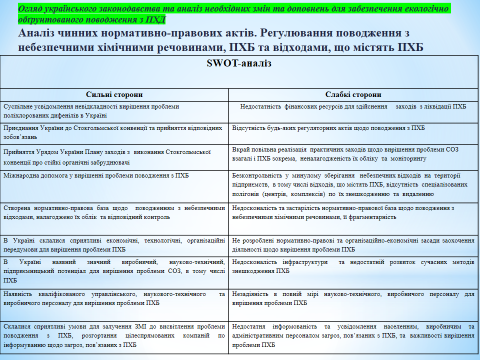 Огляд українського законодавства та аналіз необхідних змін та доповнень для забезпечення екологічно
обґрунтованого поводження з ПХД
Аналіз чинних нормативно-правових актів. Регулювання поводження з
небезпечними хімічними речовинами, ПХБ та відходами, що містять ПХБ
SWOT-аналіз
Сильні сторони
Слабкі сторони
Суспільне усвідомлення невідкладності вирішення проблеми
поліхлорованих дифенілів в Україні
Недостатність фінансових ресурсів для здійснення заходів з ліквідації ПХБ
Приєднання України до Стокгольмської конвенції та прийняття відповідних
зобов’язань
Відсутність будь-яких регуляторних актів щодо поводження з ПХБ
Прийняття Урядом України Плану заходів з виконання Стокгольмської
конвенції про стійкі органічні забруднювачі
Вкрай повільна реалізація практичних заходів щодо вирішення проблеми СОЗ
взагалі і ПХБ зокрема, неналагодженість їх обліку та моніторингу
Міжнародна допомога у вирішенні проблеми поводження з ПХБ
Безконтрольність у минулому зберігання небезпечних відходів на території
підприємств, в тому числі відходів, що містять ПХБ, відсутність спеціалізованих
полігонів (центрів, комплексів) по їх знешкодженню та видаленню
Створена нормативно-правова база щодо поводженням з небезпечними
відходами, налагоджено їх облік та відповідний контроль
Недосконалість та застарілість нормативно-правової бази щодо поводження з
небезпечними хімічними речовинами, її фрагментарність
В Україні склалися сприятливі економічні, технологічні, організаційні
передумови для вирішення проблеми ПХБ
Не розроблені нормативно-правові та організаційно-економічні засади заохочення
діяльності щодо вирішення проблеми ПХБ
В Україні наявний значний виробничий, науково-технічний,
підприємницький потенціал для вирішення проблеми СОЗ, в тому числі
ПХБ
Недосконалість інфраструктури та недостатній розвиток сучасних методів
знешкодження ПХБ
Наявність кваліфікованого управлінського, наукового-технічного та
виробничого персоналу для вирішення проблеми ПХБ
Незадіяність в повній мірі науково-технічного, виробничого персоналу для
вирішення проблеми ПХБ
Склалися сприятливі умови для залучення ЗМІ до висвітлення проблеми
поводження з ПХБ, розгортання цілеспрямованих компаній по
інформуванню щодо загроз, пов’язаних з ПХБ
Недостатня інформованість та усвідомлення населенням, виробничим та
адміністративним персоналом загроз, пов’язаних з ПХБ, та важливості вирішення
проблеми ПХБ